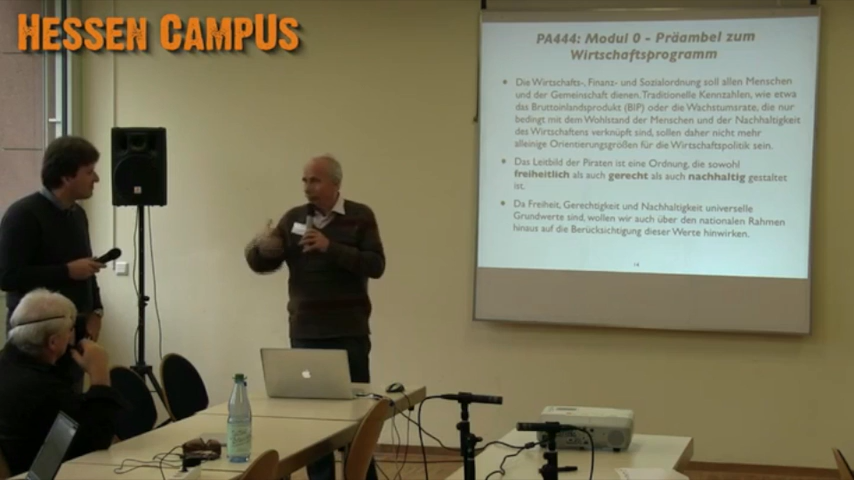 HESSEN CAMPUS
PA444: Modul 0 - Präambel zum
Wirtschaftsprogramm
• Die Wirtschafts-, Finanz- und Sozialordnung soll allen Menschen
und der Gemeinschaft dienen. Traditionelle Kennzahlen, wie etwa
das Bruttoinlandsprodukt (BIP) oder die Wachstumsrate, die nur
bedingt mit dem Wohlstand der Menschen und der Nachhaltigkeit
des Wirtschaftens verknüpft sind, sollen daher nicht mehr
alleinige Orientierungsgrößen für die Wirtschaftspolitik sein.
• Das Leitbild der Piraten ist eine Ordnung, die sowohl
freiheitlich als auch gerecht als auch nachhaltig gestaltet
ist.
• Da Freiheit, Gerechtigkeit und Nachhaltigkeit universelle
Grundwerte sind, wollen wir auch über den nationalen Rahmen
hinaus auf die Berücksichtigung dieser Werte hinwirken.